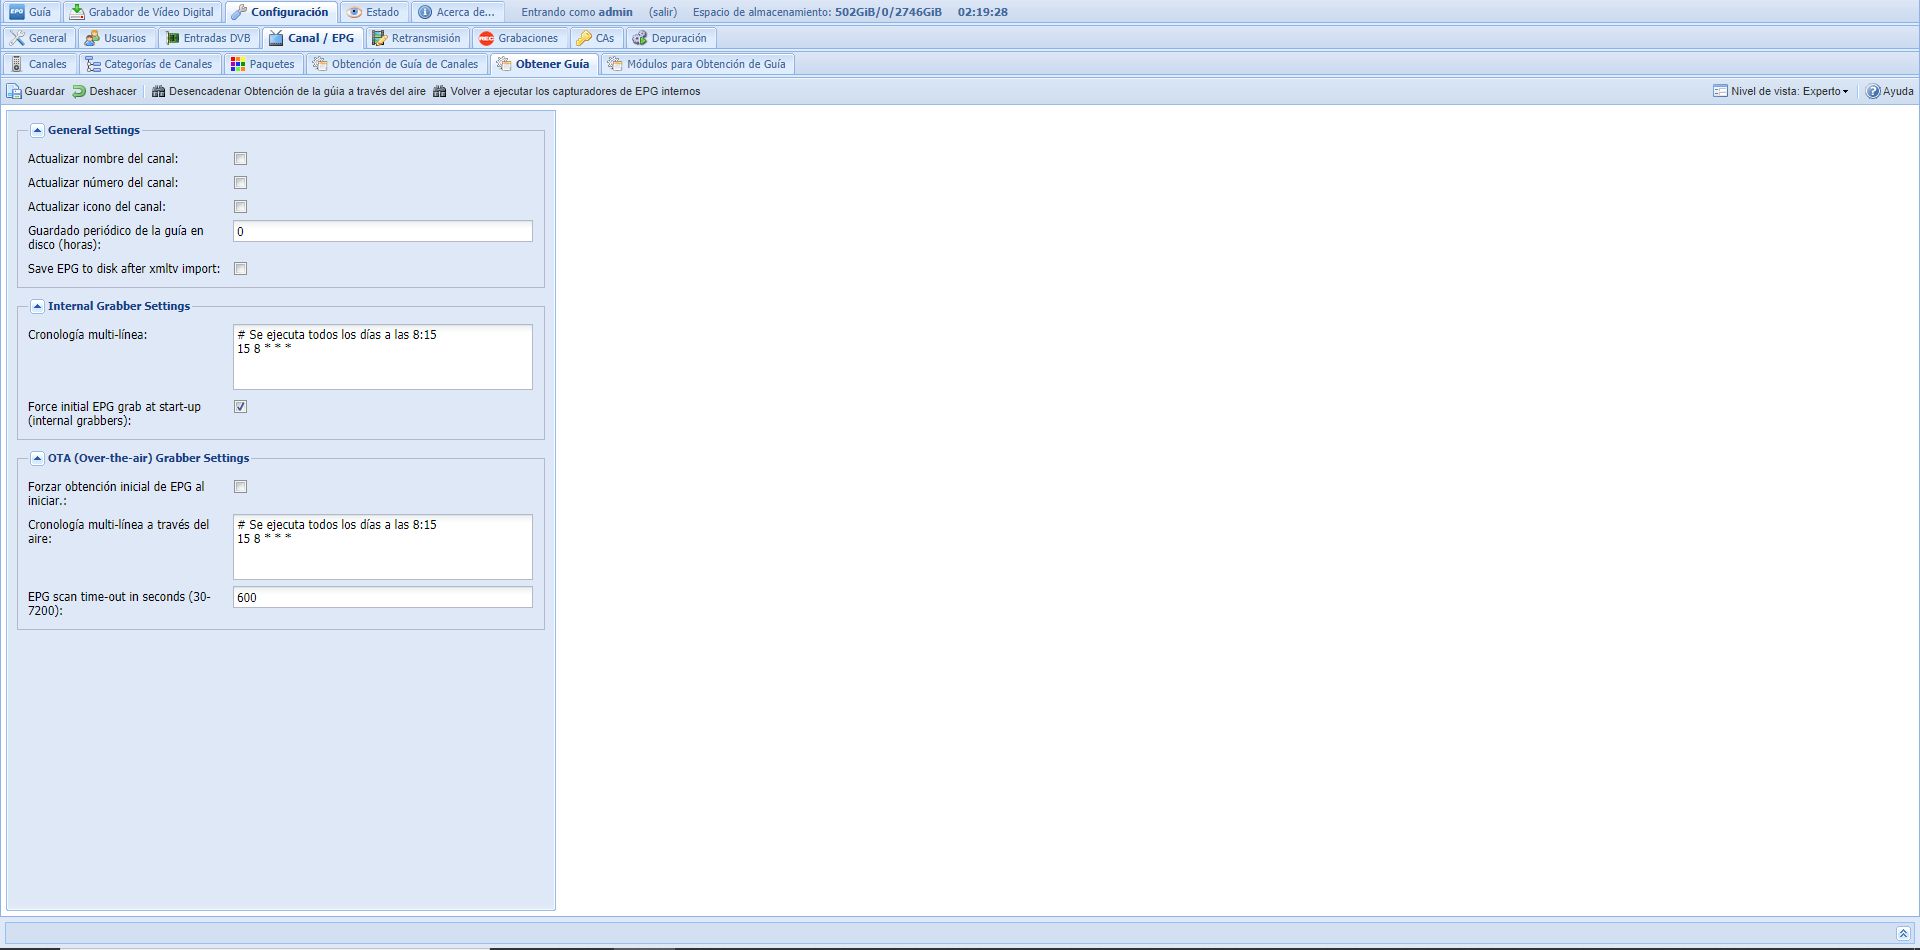 EPG Guía Grabador de Vídeo Digital Configuración Estado Acerca de... Entrando como admin (salir) Espacio de almacenamiento: 502GiB/0/2746GiB 02:19:28
General Usuarios Entradas DVB Canal / EPG Retransmisión REC Grabaciones CAs Depuración
Canales Categorías de Canales Paquetes Obtención de Guía de Canales Obtener Guía Módulos para Obtención de Guía
Guardar Deshacer Desencadenar Obtención de la gúia a través del aire Volver a ejecutar los capturadores de EPG internos Nivel de vista: Experto Ayuda
General Settings
Actualizar nombre del canal:
Actualizar número del canal:
Actualizar icono del canal:
Guardado periódico de la guía en
disco (horas):
0
Save EPG to disk after xmltv import:
Internal Grabber Settings
Cronología multi-línea:
# Se ejecuta todos los días a las 8:15
15 8 * * *
Force initial EPG grab at start-up
(internal grabbers):
OTA (Over-the-air) Grabber Settings
Forzar obtención inicial de EPG al
iniciar.:
Cronología multi-línea a través del
aire:
# Se ejecuta todos los días a las 8:15
15 8 * * *
EPG scan time-out in seconds (30-
7200):
600